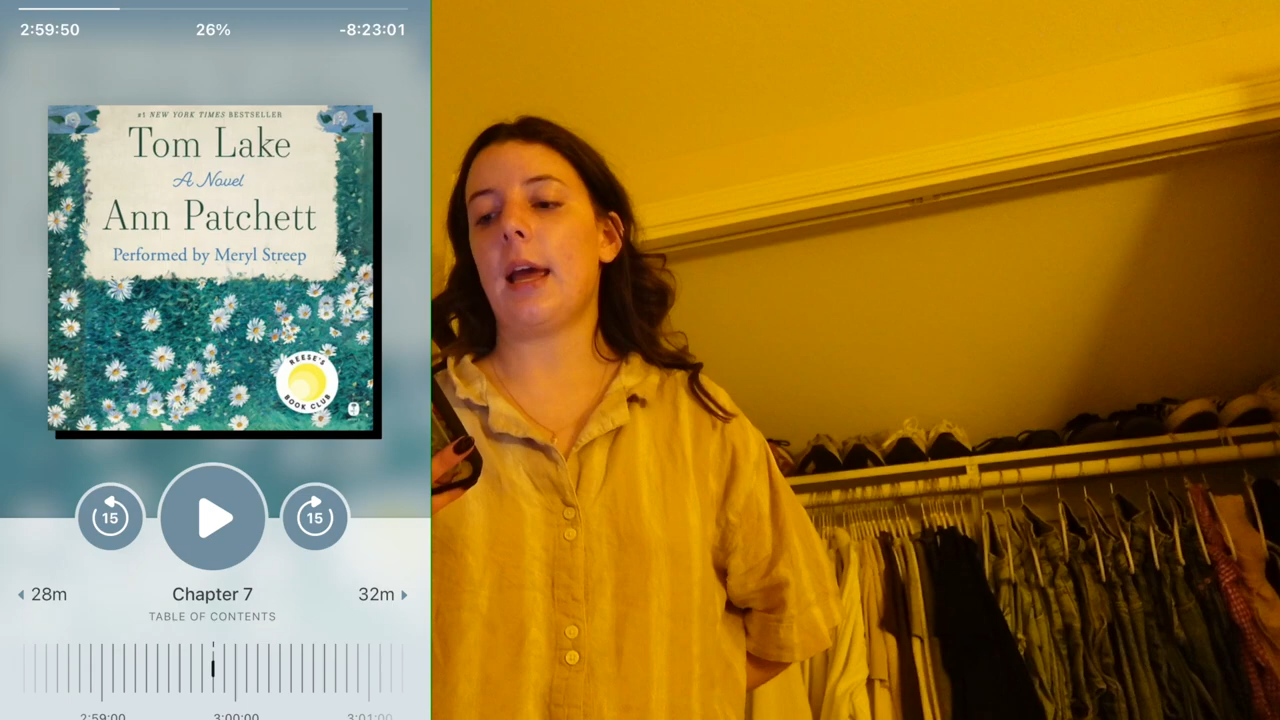 2:59:50
26%
-8:23:01
#1 NEW YORK TIMES BESTSELLER
Tom Lake
A Novel
Ann Patchett
Performed by Meryl Streep
REESE'S
BOOK CLUB
15
15
28m
Chapter 7
32m
TABLE OF CONTENTS
2:59:00
3:00:00
3:01:00